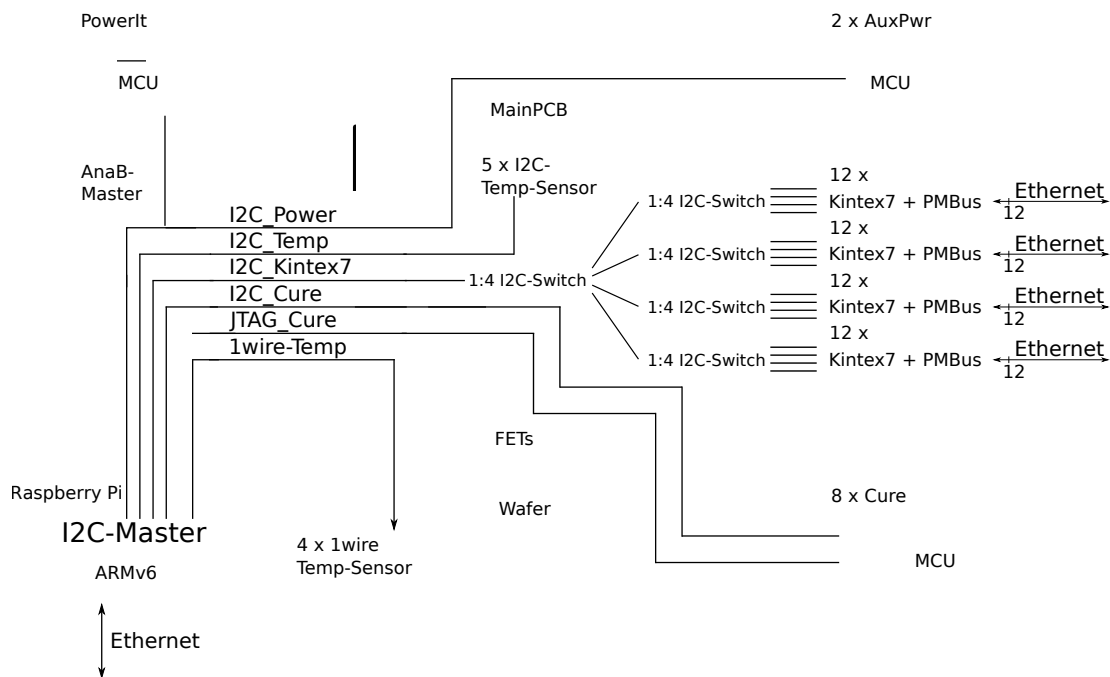 PowerIt
2 x AuxPwr
MCU
MCU
MainPCB
AnaB-
Master
5 x I2C-
Temp-Sensor
I2C_Power
I2C_Temp
I2C_Kintex7
I2C_Cure
JTAG_Cure
1wire-Temp
1:4 I2C-Switch
1:4 I2C-Switch
12 x
Kintex7 + PMBus
Ethernet
12
1:4 I2C-Switch
12 x
Kintex7 + PMBus
Ethernet
12
1:4 I2C-Switch
12 x
Kintex7 + PMBus
Ethernet
12
1:4 I2C-Switch
12 x
Kintex7 + PMBus
Ethernet
12
FETs
Wafer
Raspberry Pi
I2C-Master
ARMv6
Ethernet
4 x 1wire
Temp-Sensor
8 x Cure
MCU